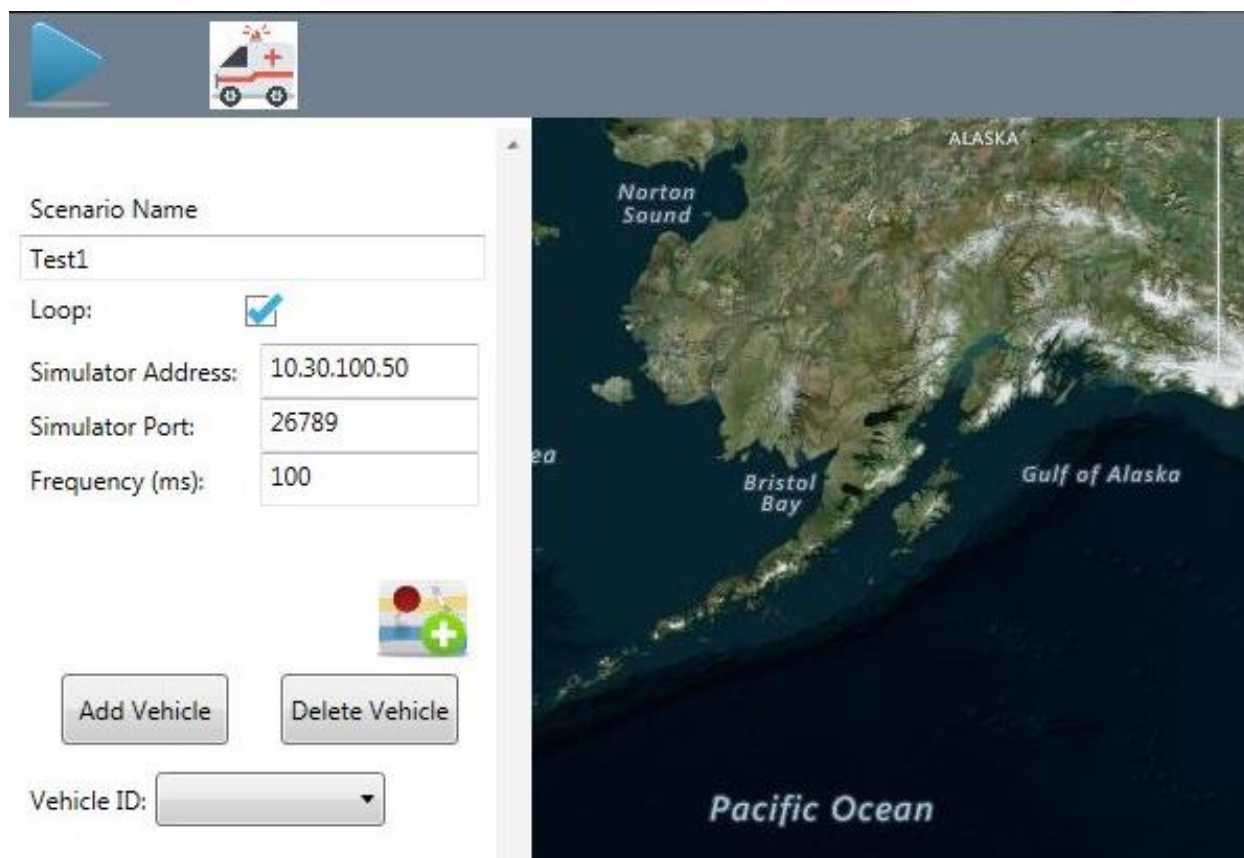 Scenario Name
Test1
Loop:
Simulator Address: 10.30.100.50
Simulator Port: 26789
Frequency (ms): 100
Add Vehicle Delete Vehicle
Vehicle ID:
ALASKA
Norton
Sound
ea
Bristol
Bay
Gulf of Alaska
Pacific Ocean